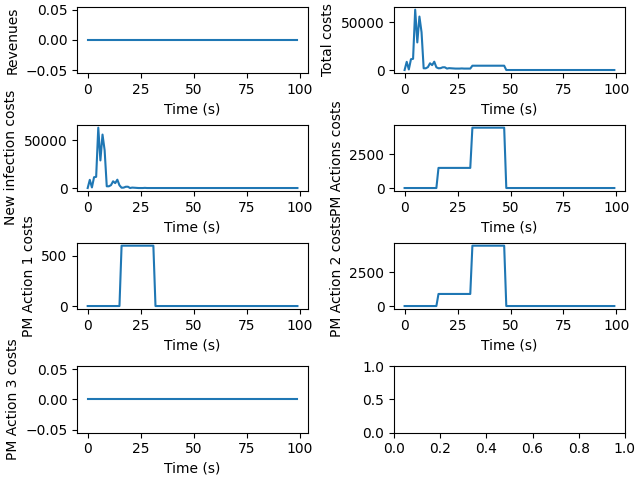 Revenues
0.05
0.00
−0.05
0 25 50 75 100
Time (s)
Total costs
50000
0
0 25 50 75 100
Time (s)
New infection costs
50000
0
0 25 50 75 100
Time (s)
PM Actions costs
2500
0
0 25 50 75 100
Time (s)
PM Action 1 costs
500
0
0 25 50 75 100
Time (s)
PM Action 2 costs
2500
0
0 25 50 75 100
Time (s)
PM Action 3 costs
0.05
0.00
−0.05
0 25 50 75 100
Time (s)
1.0
0.5
0.0
0.0 0.2 0.4 0.6 0.8 1.0